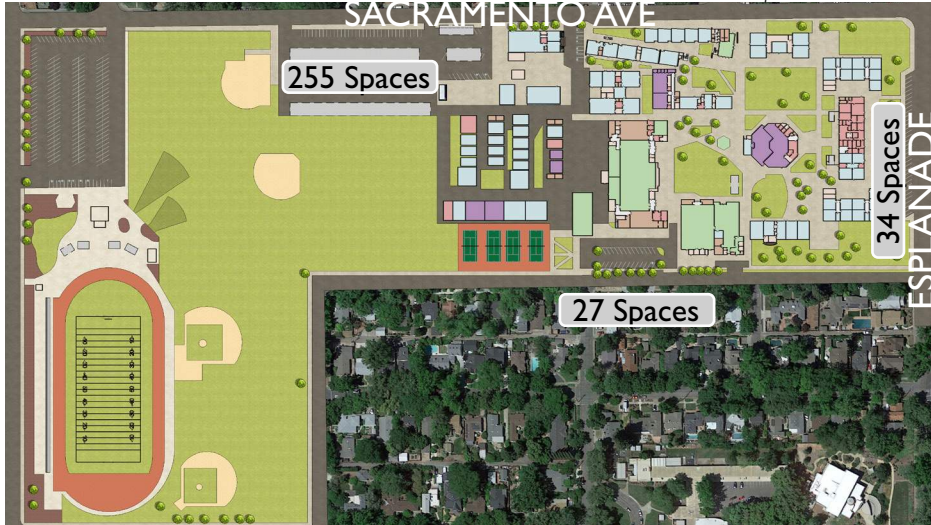 SACRAMENTO AVE
255 Spaces
34 Spaces
ESPLANADE
27 Spaces